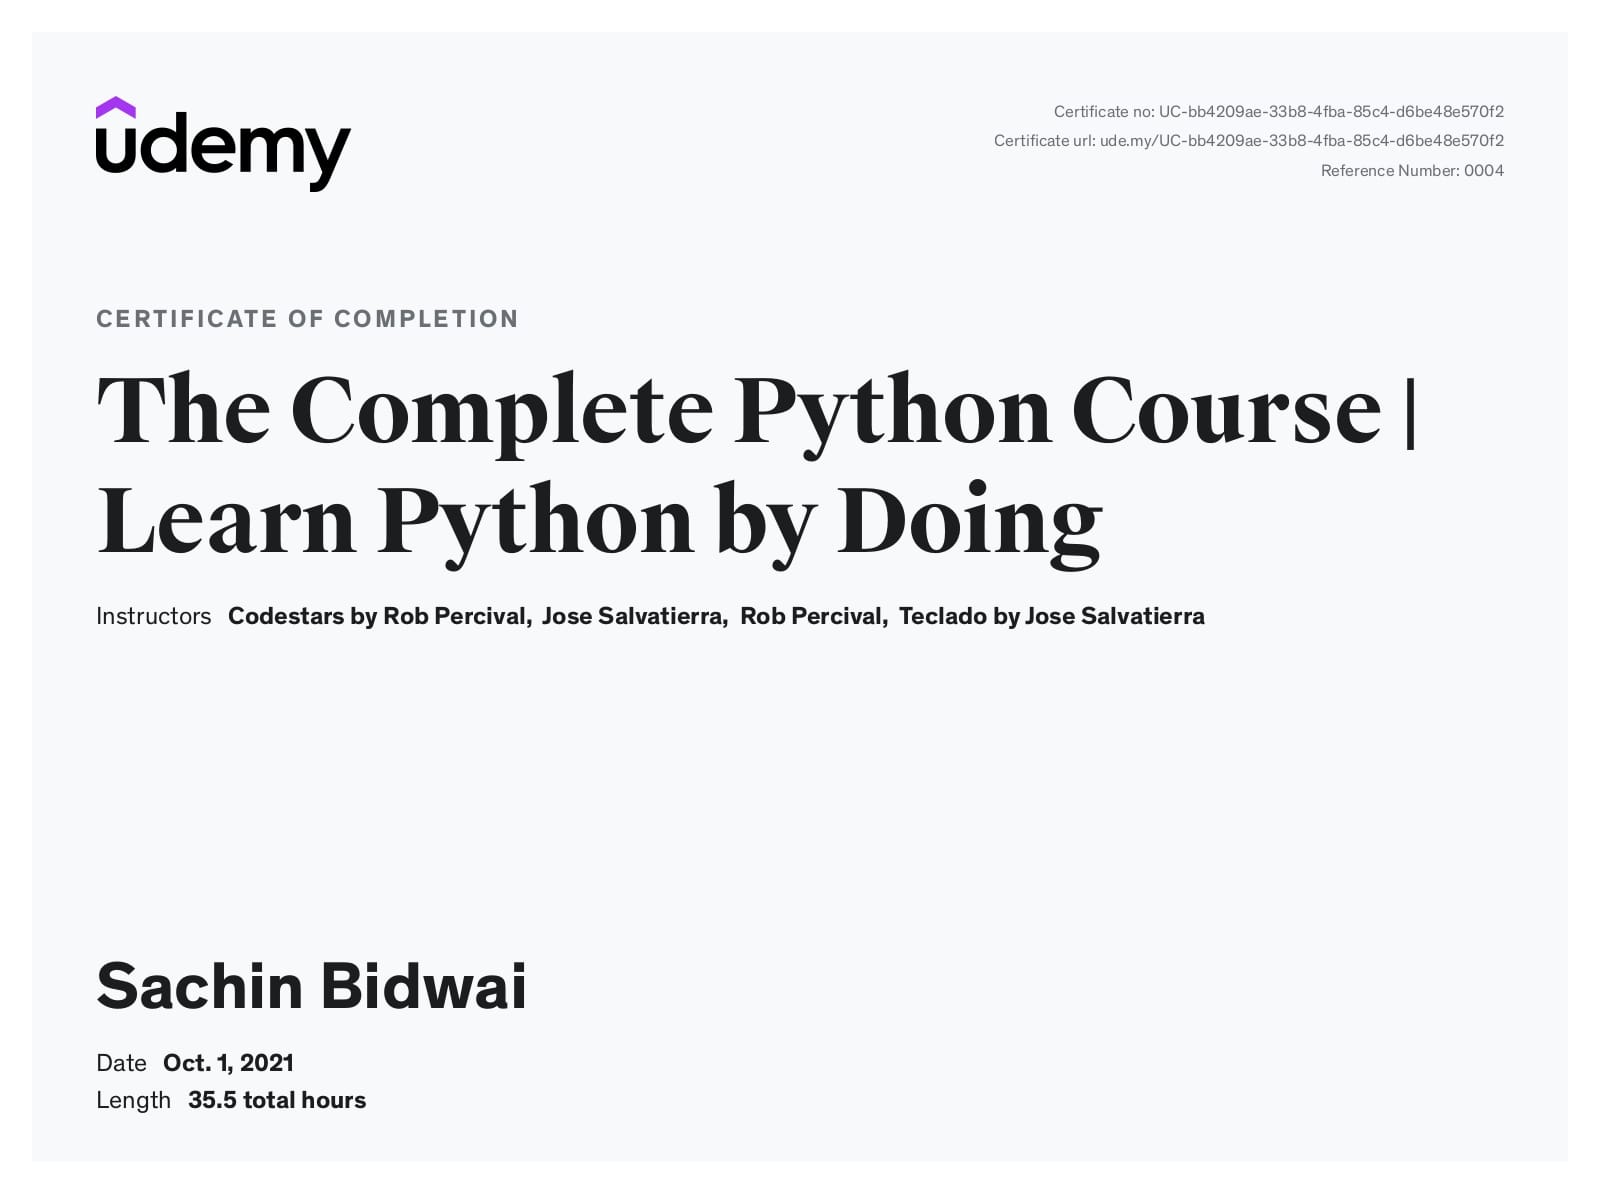 udemy
Certificate no: UC-bb4209ae-33b8-4fba-85c4-d6be48e570f2
Certificate url: ude.my/UC-bb4209ae-33b8-4fba-85c4-d6be48e570f2
Reference Number: 0004
CERTIFICATE OF COMPLETION
The Complete Python Course |
Learn Python by Doing
Instructors Codestars by Rob Percival, Jose Salvatierra, Rob Percival, Teclado by Jose Salvatierra
Sachin Bidwai
Date Oct. 1, 2021
Length 35.5 total hours